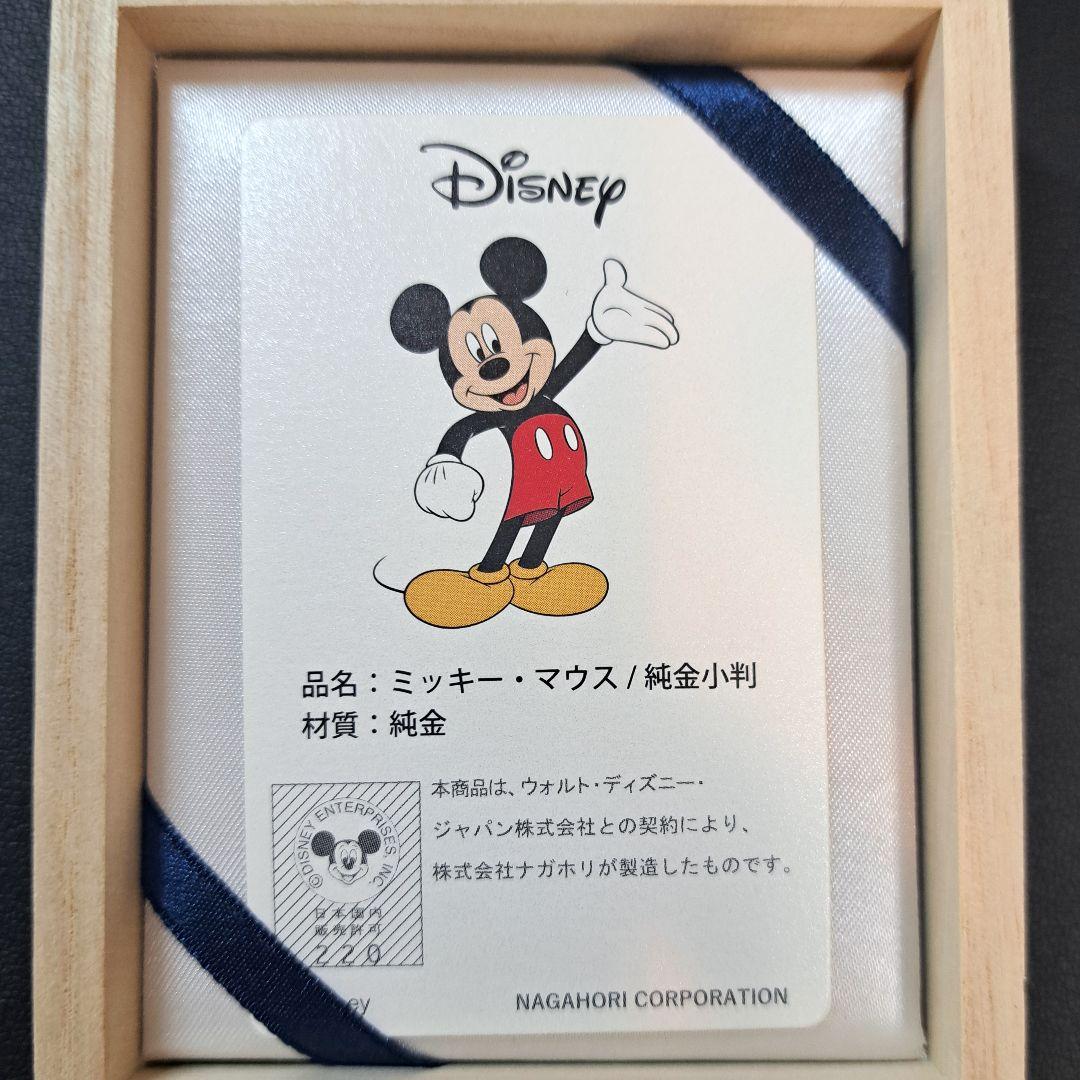 DISNEY
品名：ミッキー・マウス / 純金小判
材質：純金
本商品は、ウォルト・ディズニー・
ジャパン株式会社との契約により、
株式会社ナガホリが製造したものです。
©DISNEY ENTERPRISES, INC.
日本国内
販売許可
220
ey
NAGAHORI CORPORATION